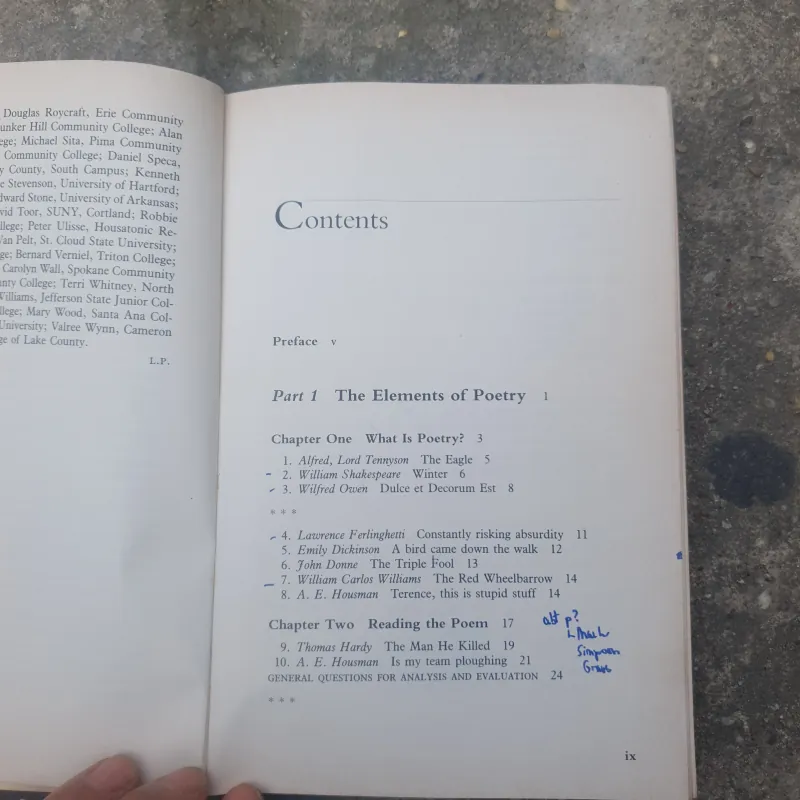 Douglas Roycraft, Erie Community
unker Hill Community College; Alan
ege; Michael Sita, Pima Community
Community College; Daniel Speca,
y County, South Campus; Kenneth
e Stevenson, University of Hartford;
dward Stone, University of Arkansas;
vid Toor, SUNY, Cortland; Robbie
llege; Peter Ulisse, Housatonic Re-
Van Pelt, St. Cloud State University;
ge; Bernard Verniel, Triton College;
Carolyn Wall, Spokane Community
nty College; Terri Whitney, North
Williams, Jefferson State Junior Col-
llege; Mary Wood, Santa Ana Col-
University; Valree Wynn, Cameron
ge of Lake County.
L.P.
Contents
Preface v
Part 1 The Elements of Poetry 1
Chapter One What Is Poetry? 3
1. Alfred, Lord Tennyson The Eagle 5
2. William Shakespeare Winter 6
3. Wilfred Owen Dulce et Decorum Est 8
* * *
4. Lawrence Ferlinghetti Constantly risking absurdity 11
5. Emily Dickinson A bird came down the walk 12
6. John Donne The Triple Fool 13
7. William Carlos Williams The Red Wheelbarrow 14
8. A. E. Housman Terence, this is stupid stuff 14
Chapter Two Reading the Poem 17
9. Thomas Hardy The Man He Killed 19
10. A. E. Housman Is my team ploughing 21
GENERAL QUESTIONS FOR ANALYSIS AND EVALUATION 24
* * *
abt p?
Simpson
ix